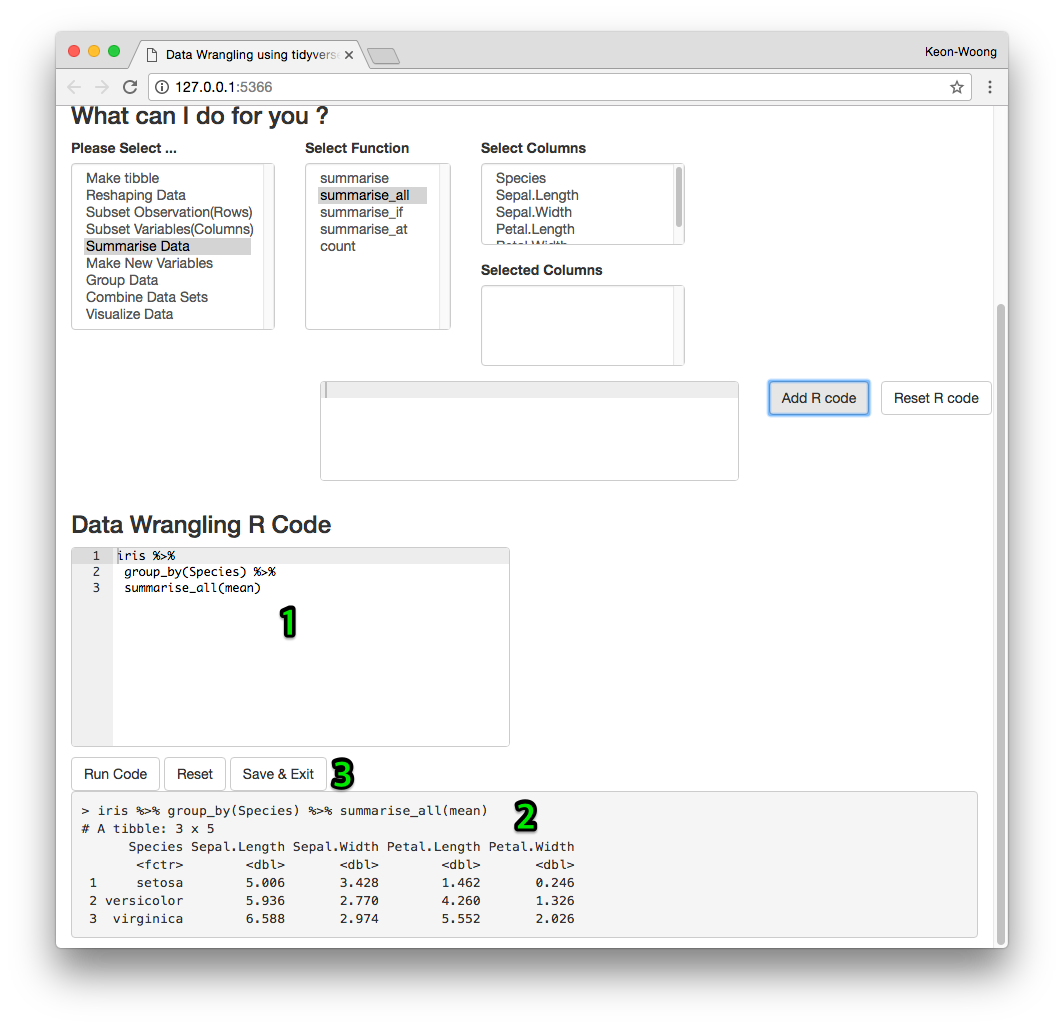 Data Wrangling using tidyvers
Keon-Woong
127.0.0.1:5366
What can I do for you ?
Please Select ...
Make tibble
Reshaping Data
Subset Observation(Rows)
Subset Variables(Columns)
Summarise Data
Make New Variables
Group Data
Combine Data Sets
Visualize Data
Select Function
summarise
summarise_all
summarise_if
summarise_at
count
Select Columns
Species
Sepal.Length
Sepal.Width
Petal.Length
Petal.Width
Selected Columns
Add R code
Reset R code
Data Wrangling R Code
1 iris %>%
2 group_by(Species) %>%
3 summarise_all(mean)
1
Run Code
Reset
Save & Exit
3
> iris %>% group_by(Species) %>% summarise_all(mean)
2
# A tibble: 3 x 5
Species Sepal.Length Sepal.Width Petal.Length Petal.Width
<fctr> <dbl> <dbl> <dbl> <dbl>
1 setosa 5.006 3.428 1.462 0.246
2 versicolor 5.936 2.770 4.260 1.326
3 virginica 6.588 2.974 5.552 2.026